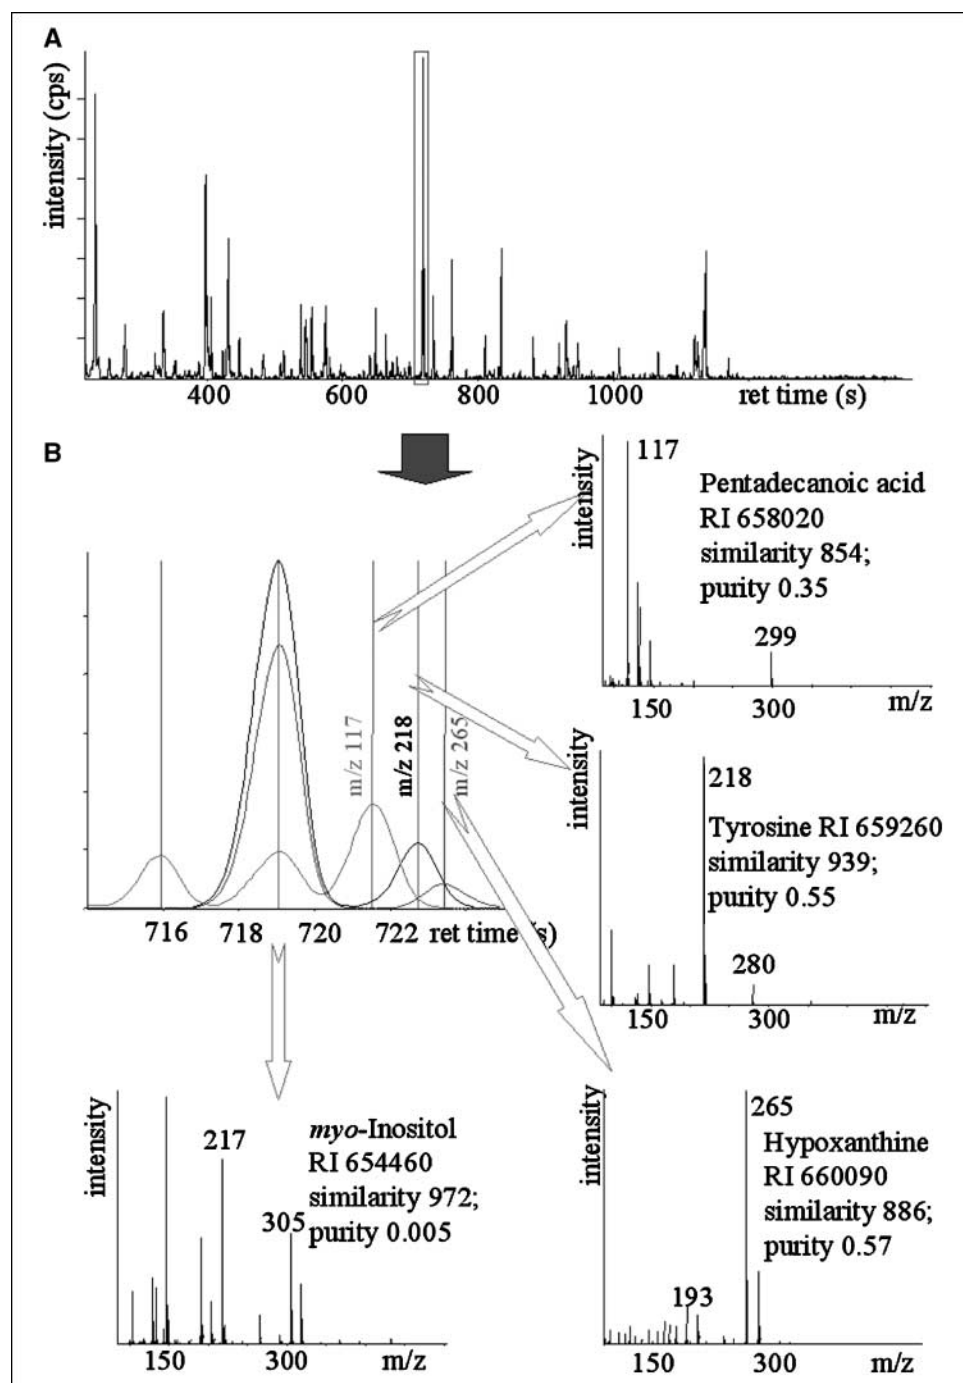 A
intensity (cps)
400 600 800 1000 ret time (s)
B
intensity
117
Pentadecanoic acid
RI 658020
similarity 854;
purity 0.35
299
150 300 m/z
m/z 117
m/z 218
m/z 265
716 718 720 722 ret time (s)
intensity
218
Tyrosine RI 659260
similarity 939;
purity 0.55
280
150 300 m/z
intensity
217
305
myo-Inositol
RI 654460
similarity 972;
purity 0.005
150 300 m/z
intensity
265
Hypoxanthine
RI 660090
similarity 886;
purity 0.57
193
150 300 m/z